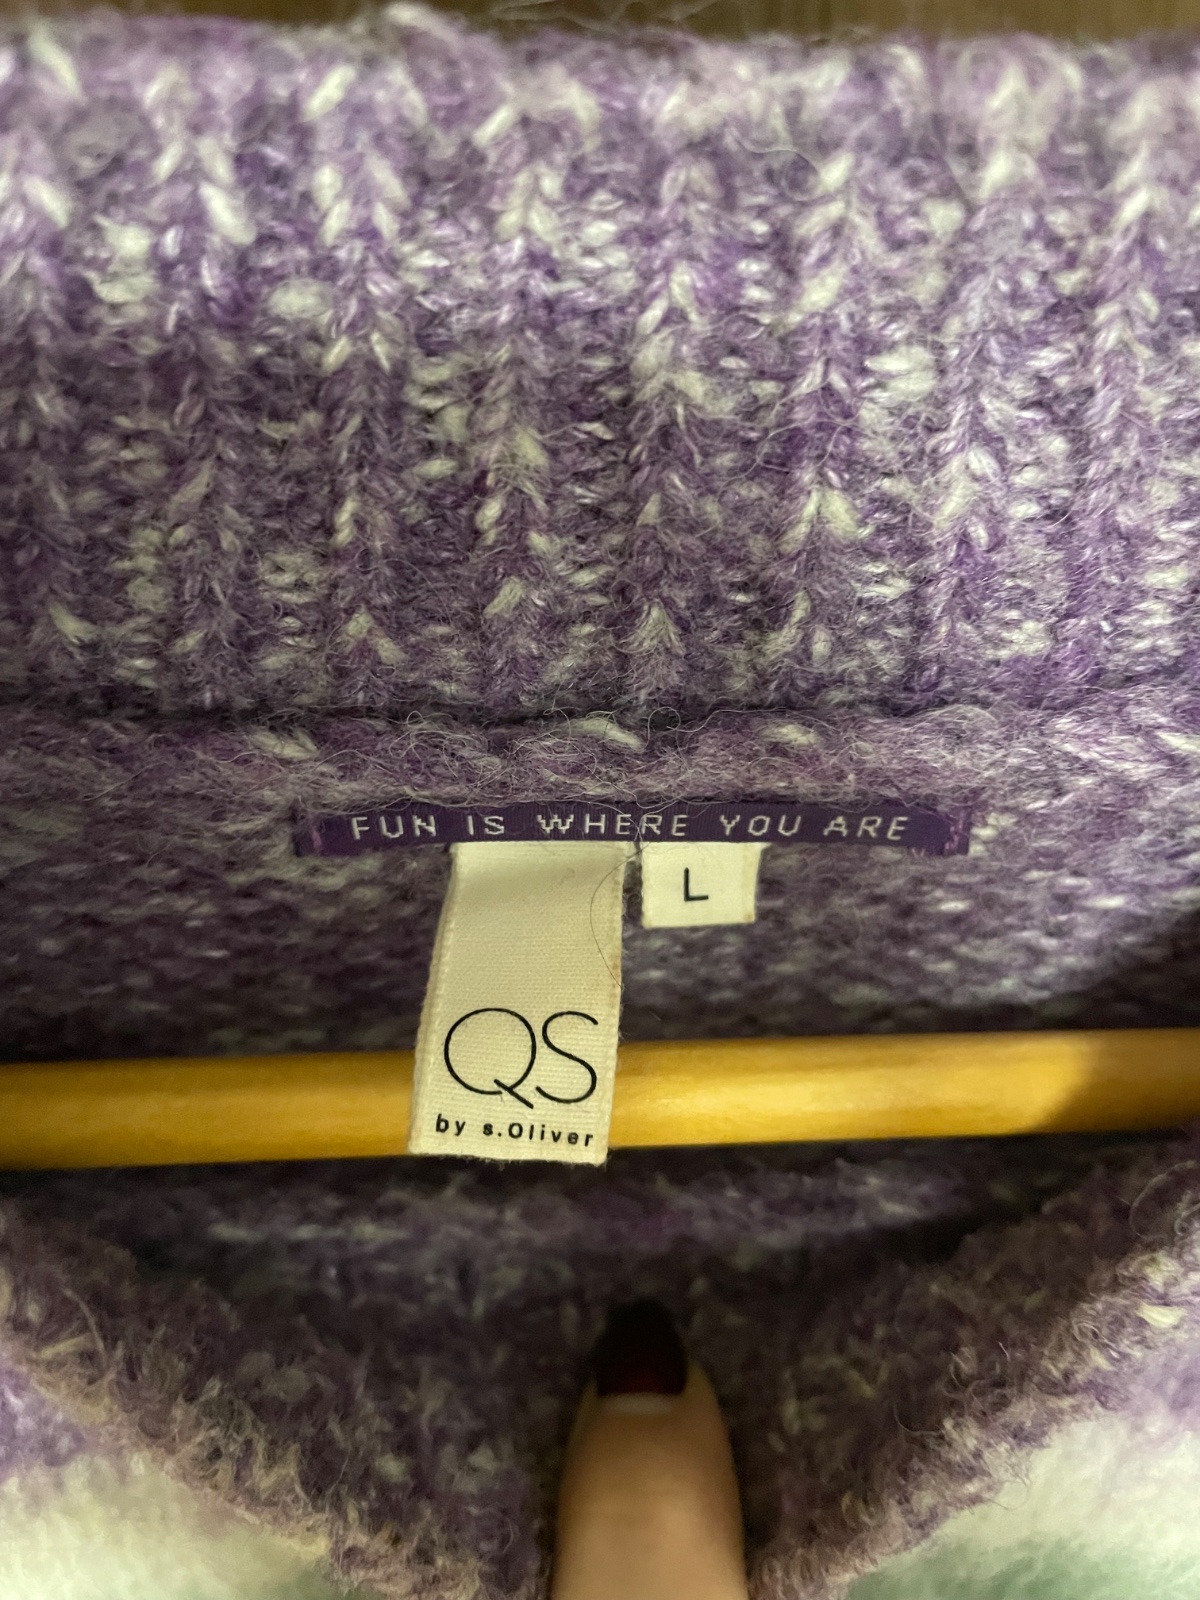 FUN IS WHERE YOU ARE
L
QS
by s.Oliver